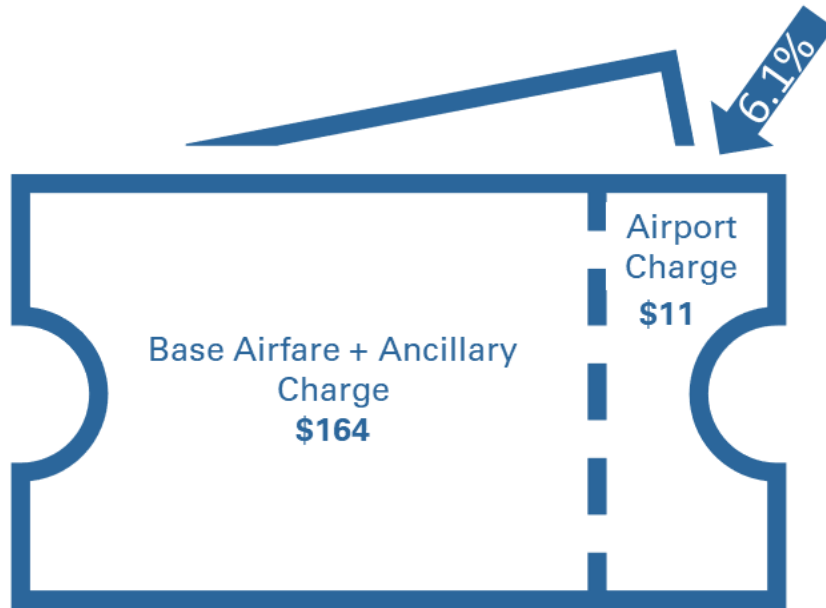 6.1%
Airport
Charge
$11
Base Airfare + Ancillary
Charge
$164